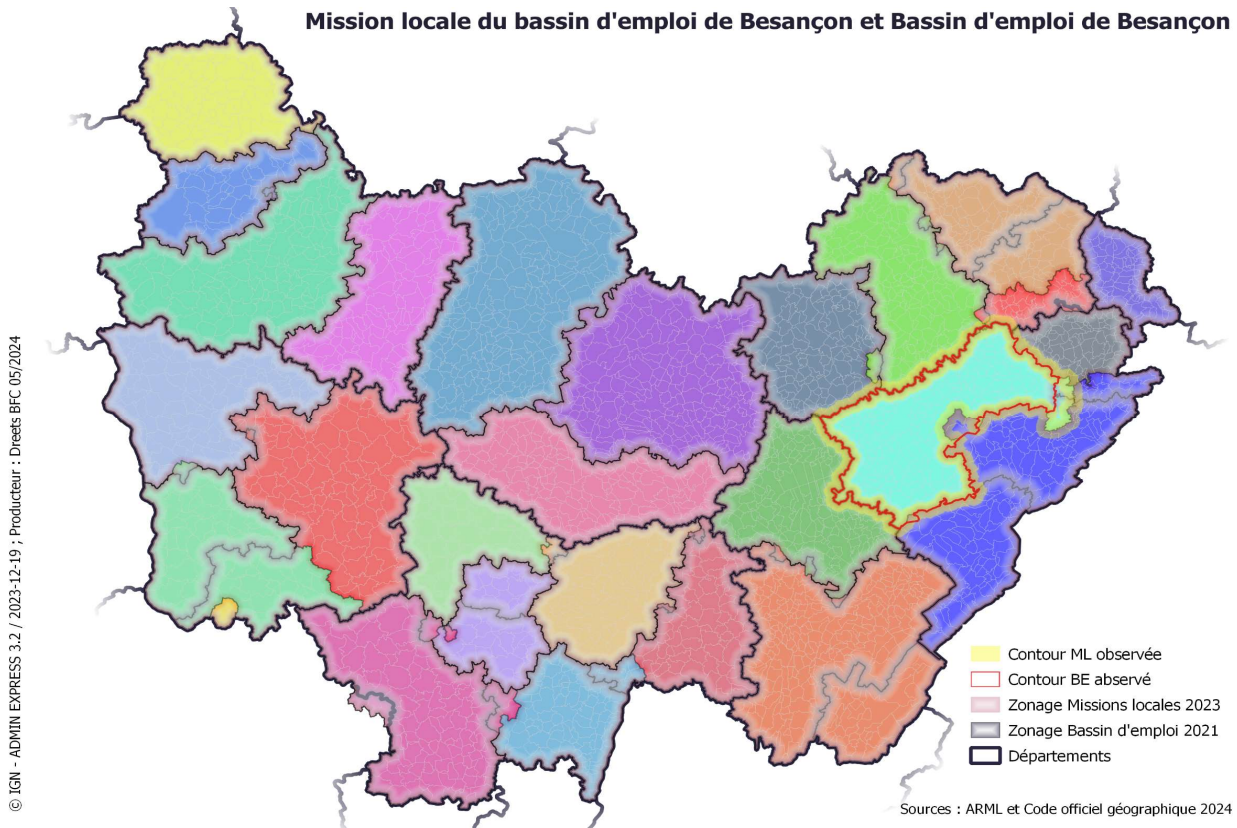 Mission locale du bassin d'emploi de Besançon et Bassin d'emploi de Besançon
© IGN - ADMIN EXPRESS 3.2 / 2023-12-19 ; Producteur : Dreets BFC 05/2024
Contour ML observée
Contour BE observé
Zonage Missions locales 2023
Zonage Bassin d'emploi 2021
Départements
Sources : ARML et Code officiel géographique 2024